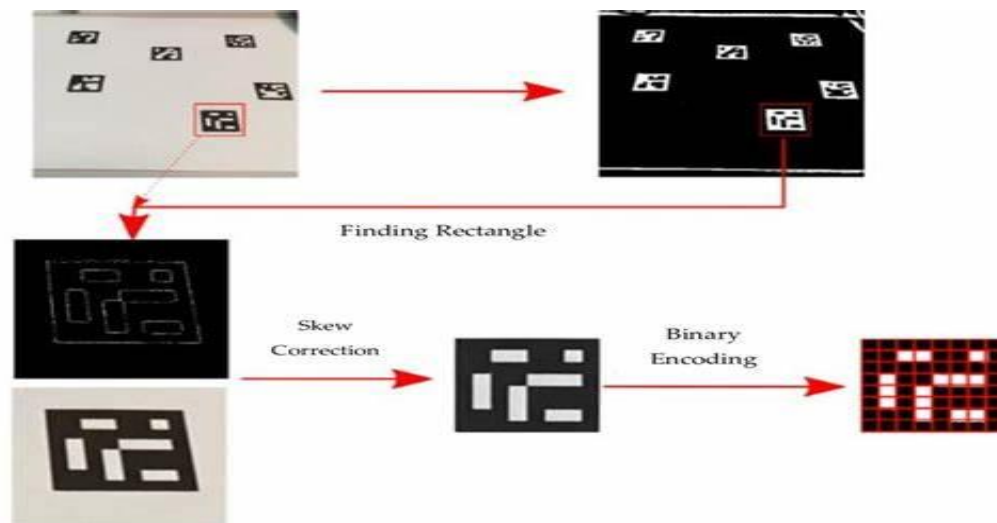 Finding Rectangle
Skew
Correction
Binary
Encoding